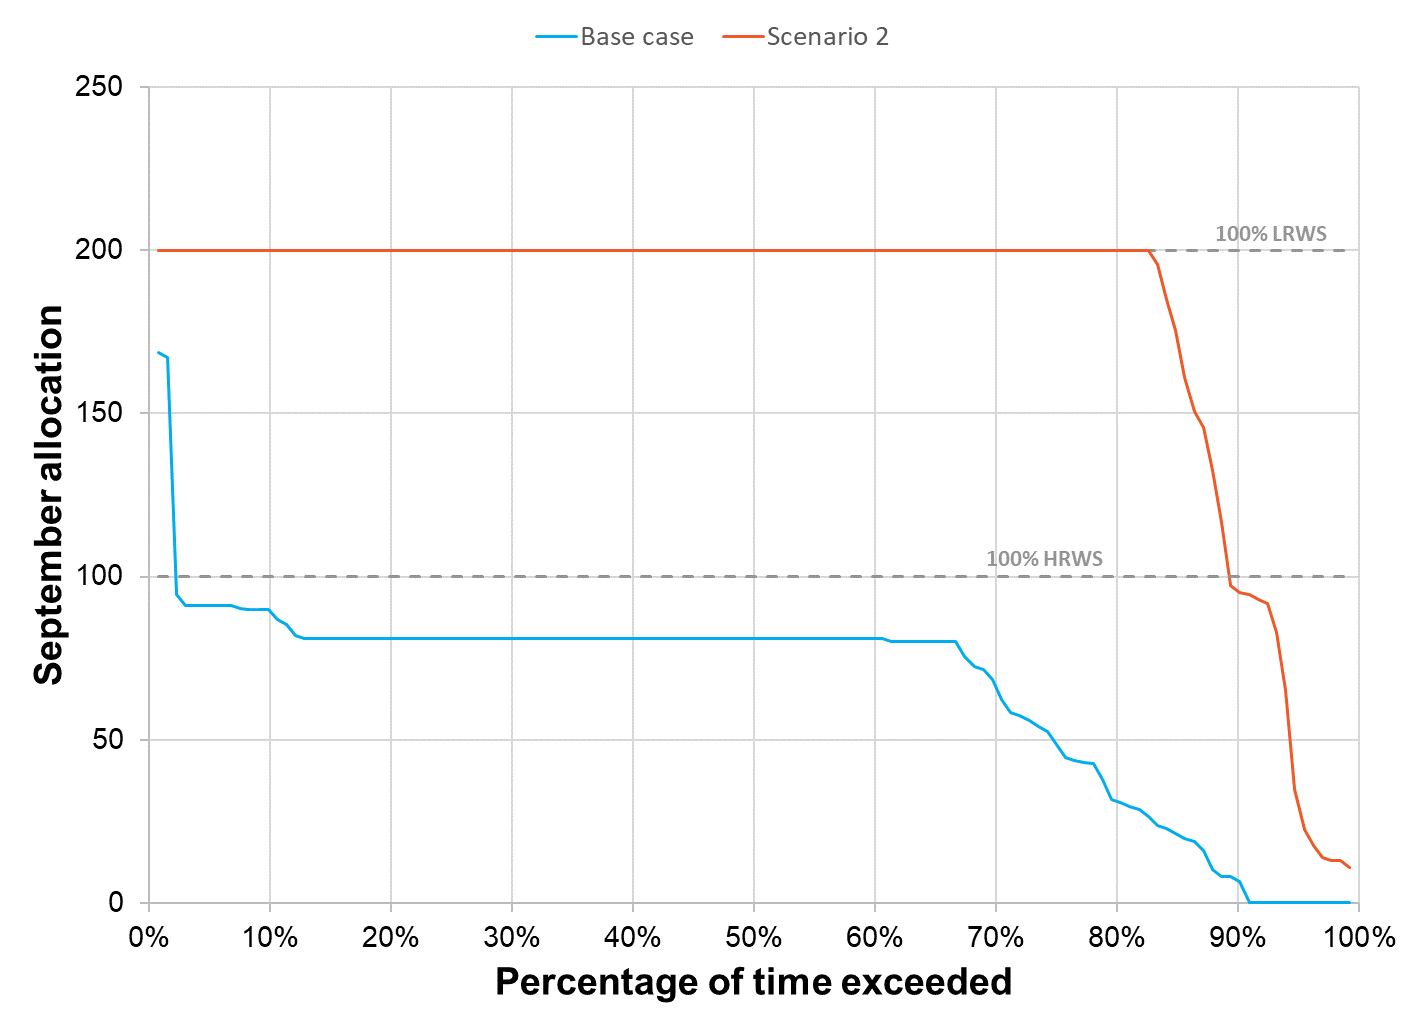 Base case Scenario 2
250
200
150
100
50
0
100% LRWS
100% HRWS
September allocation
0% 10% 20% 30% 40% 50% 60% 70% 80% 90% 100%
Percentage of time exceeded